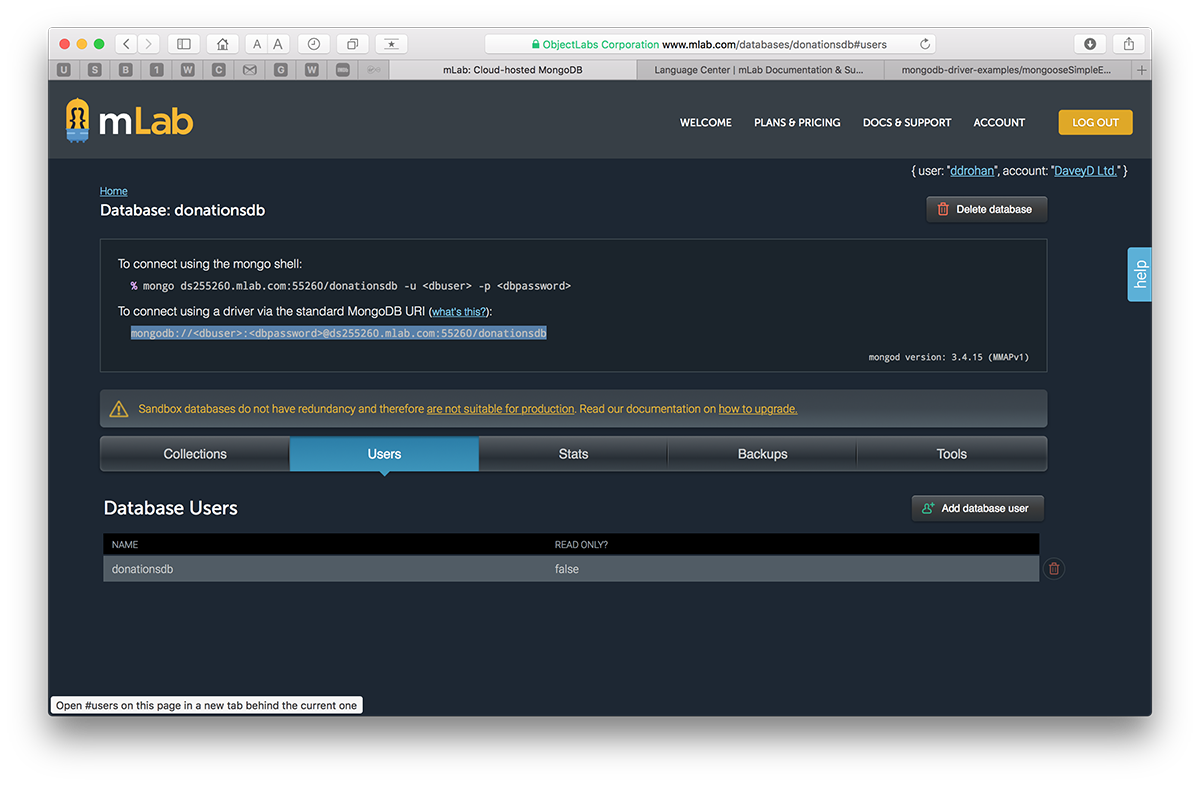 ObjectLabs Corporation www.mlab.com/databases/donationsdb#users
A A
U S B 1 W C G W
mLab: Cloud-hosted MongoDB
Language Center | mLab Documentation & Su...
mongodb-driver-examples/mongooseSimpleE...
mLab
WELCOME PLANS & PRICING DOCS & SUPPORT ACCOUNT LOG OUT
{ user: "ddrohan", account: "DaveyD Ltd." }
Home
Database: donationsdb
Delete database
help
To connect using the mongo shell:
% mongo ds255260.mlab.com:55260/donationsdb -u <dbuser> -p <dbpassword>
To connect using a driver via the standard MongoDB URI (what's this?):
mongodb://<dbuser>:<dbpassword>@ds255260.mlab.com:55260/donationsdb
mongod version: 3.4.15 (MMAPv1)
Sandbox databases do not have redundancy and therefore are not suitable for production. Read our documentation on how to upgrade.
Collections Users Stats Backups Tools
Database Users
Add database user
NAME READ ONLY?
donationsdb false
Open #users on this page in a new tab behind the current one